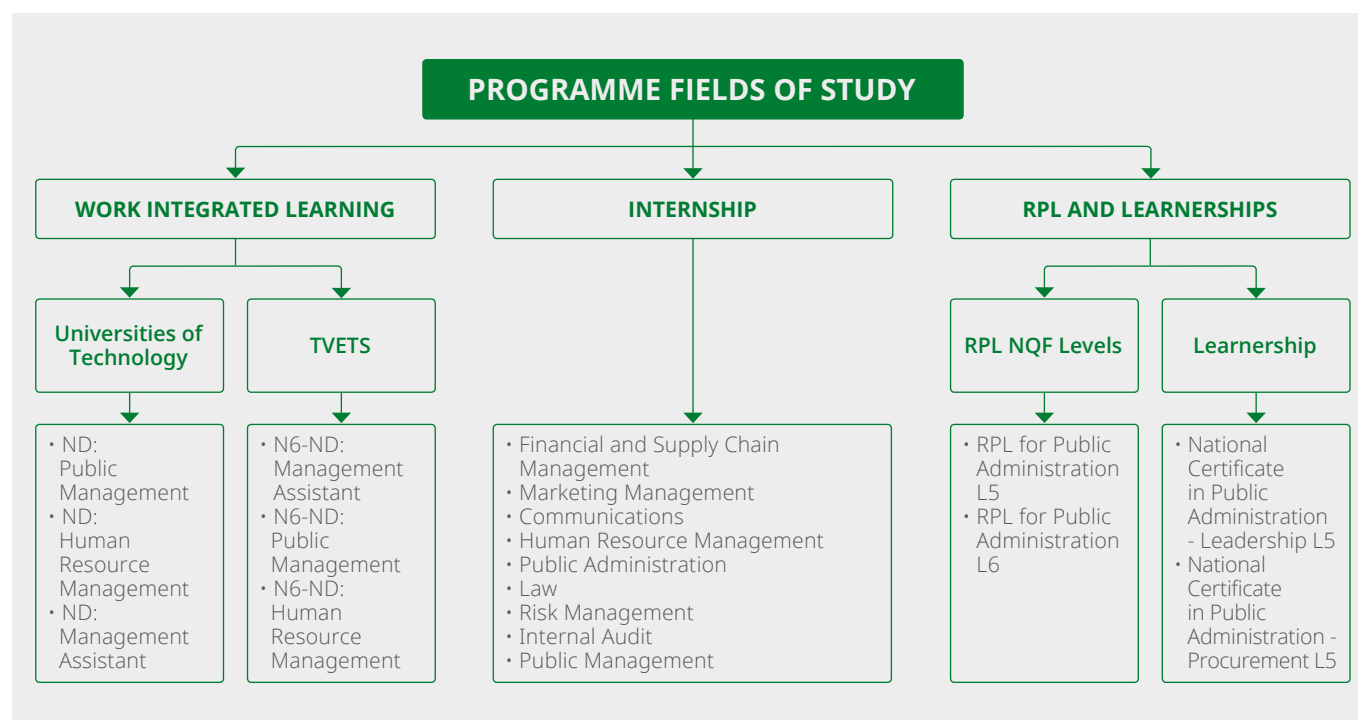 PROGRAMME FIELDS OF STUDY
WORK INTEGRATED LEARNING
INTERNSHIP
RPL AND LEARNERSHIPS
Universities of
Technology
TVETS
RPL NQF Levels
Learnership
• ND:
Public
Management
• ND:
Human
Resource
Management
• ND:
Management
Assistant
• N6-ND:
Management
Assistant
• N6-ND:
Public
Management
• N6-ND:
Human
Resource
Management
• Financial and Supply Chain
Management
• Marketing Management
• Communications
• Human Resource Management
• Public Administration
• Law
• Risk Management
• Internal Audit
• Public Management
• RPL for Public
Administration
L5
• RPL for Public
Administration
L6
• National
Certificate
in Public
Administration
- Leadership L5
• National
Certificate
in Public
Administration -
Procurement L5